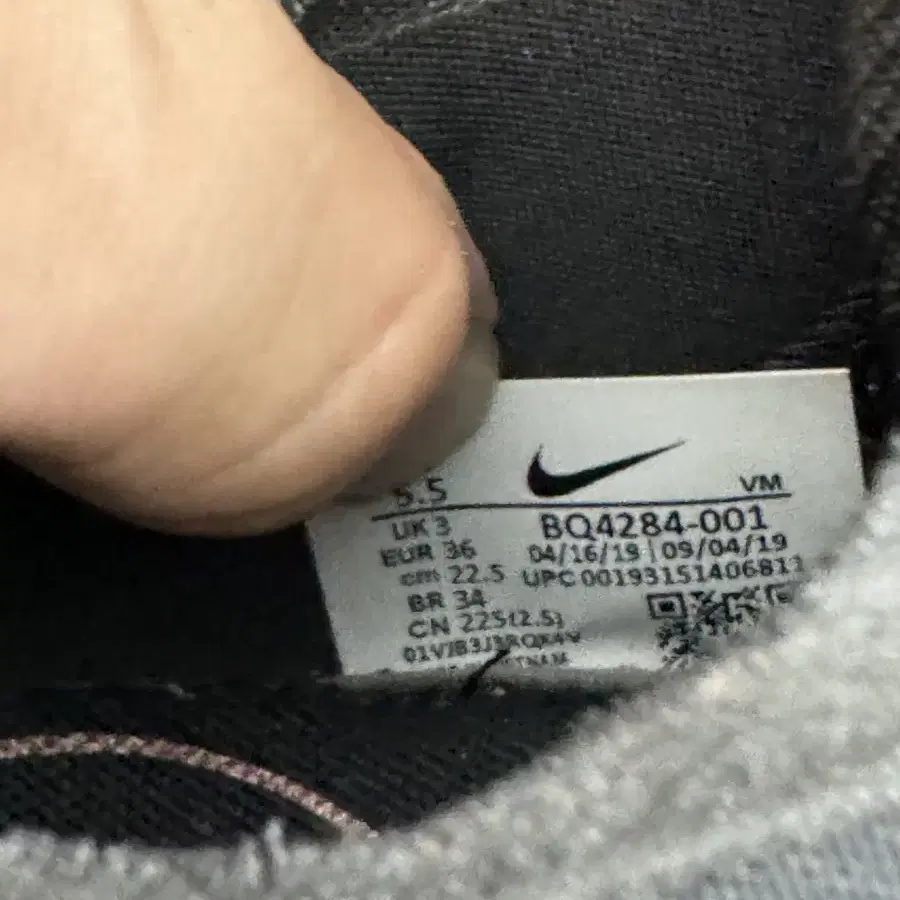 5.5 VM
UK 3 BQ4284-001
EUR 36 04/16/19 09/04/19
cm 22.5 UPC 00193151406811
BR 34
CN 225(2.5)